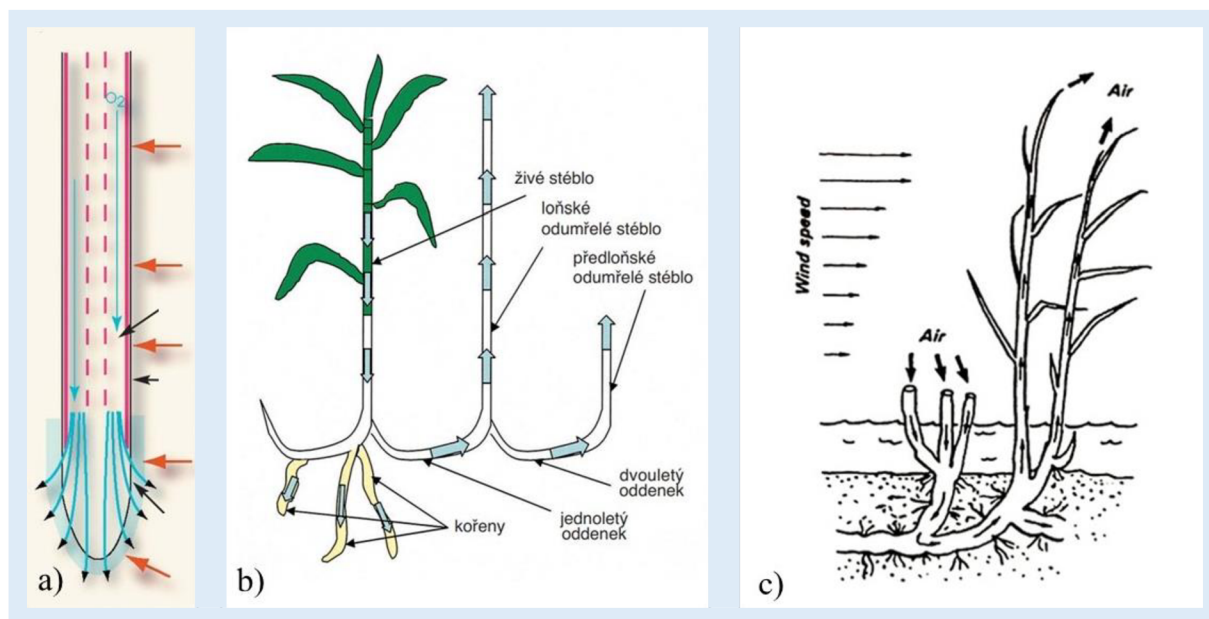 O2
a)
živé stéblo
loňské
odumřelé stéblo
předloňské
odumřelé stéblo
dvouletý
oddenek
jednoletý
oddenek
kořeny
b)
Wind speed
Air
Air
c)